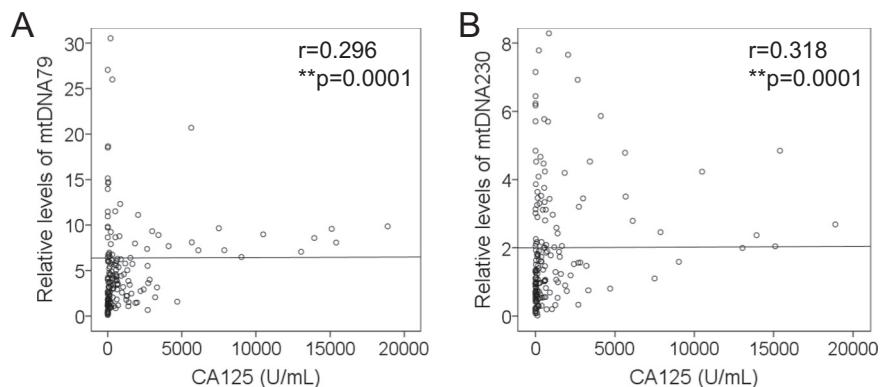 A
r=0.296
**p=0.0001
Relative levels of mtDNA79
30
25
20
15
10
5
0
0 5000 10000 15000 20000
CA125 (U/mL)
B
r=0.318
**p=0.0001
Relative levels of mtDNA230
8
6
4
2
0
0 5000 10000 15000 20000
CA125 (U/mL)